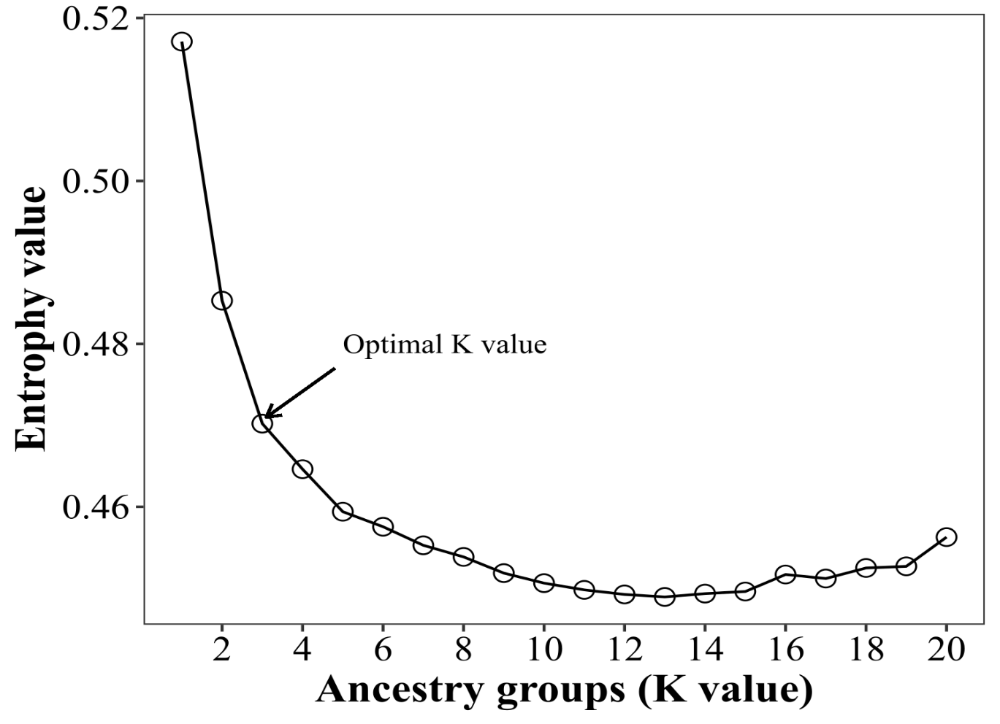 0.52
0.50
0.48
0.46
Entrophy value
Optimal K value
2 4 6 8 10 12 14 16 18 20
Ancestry groups (K value)